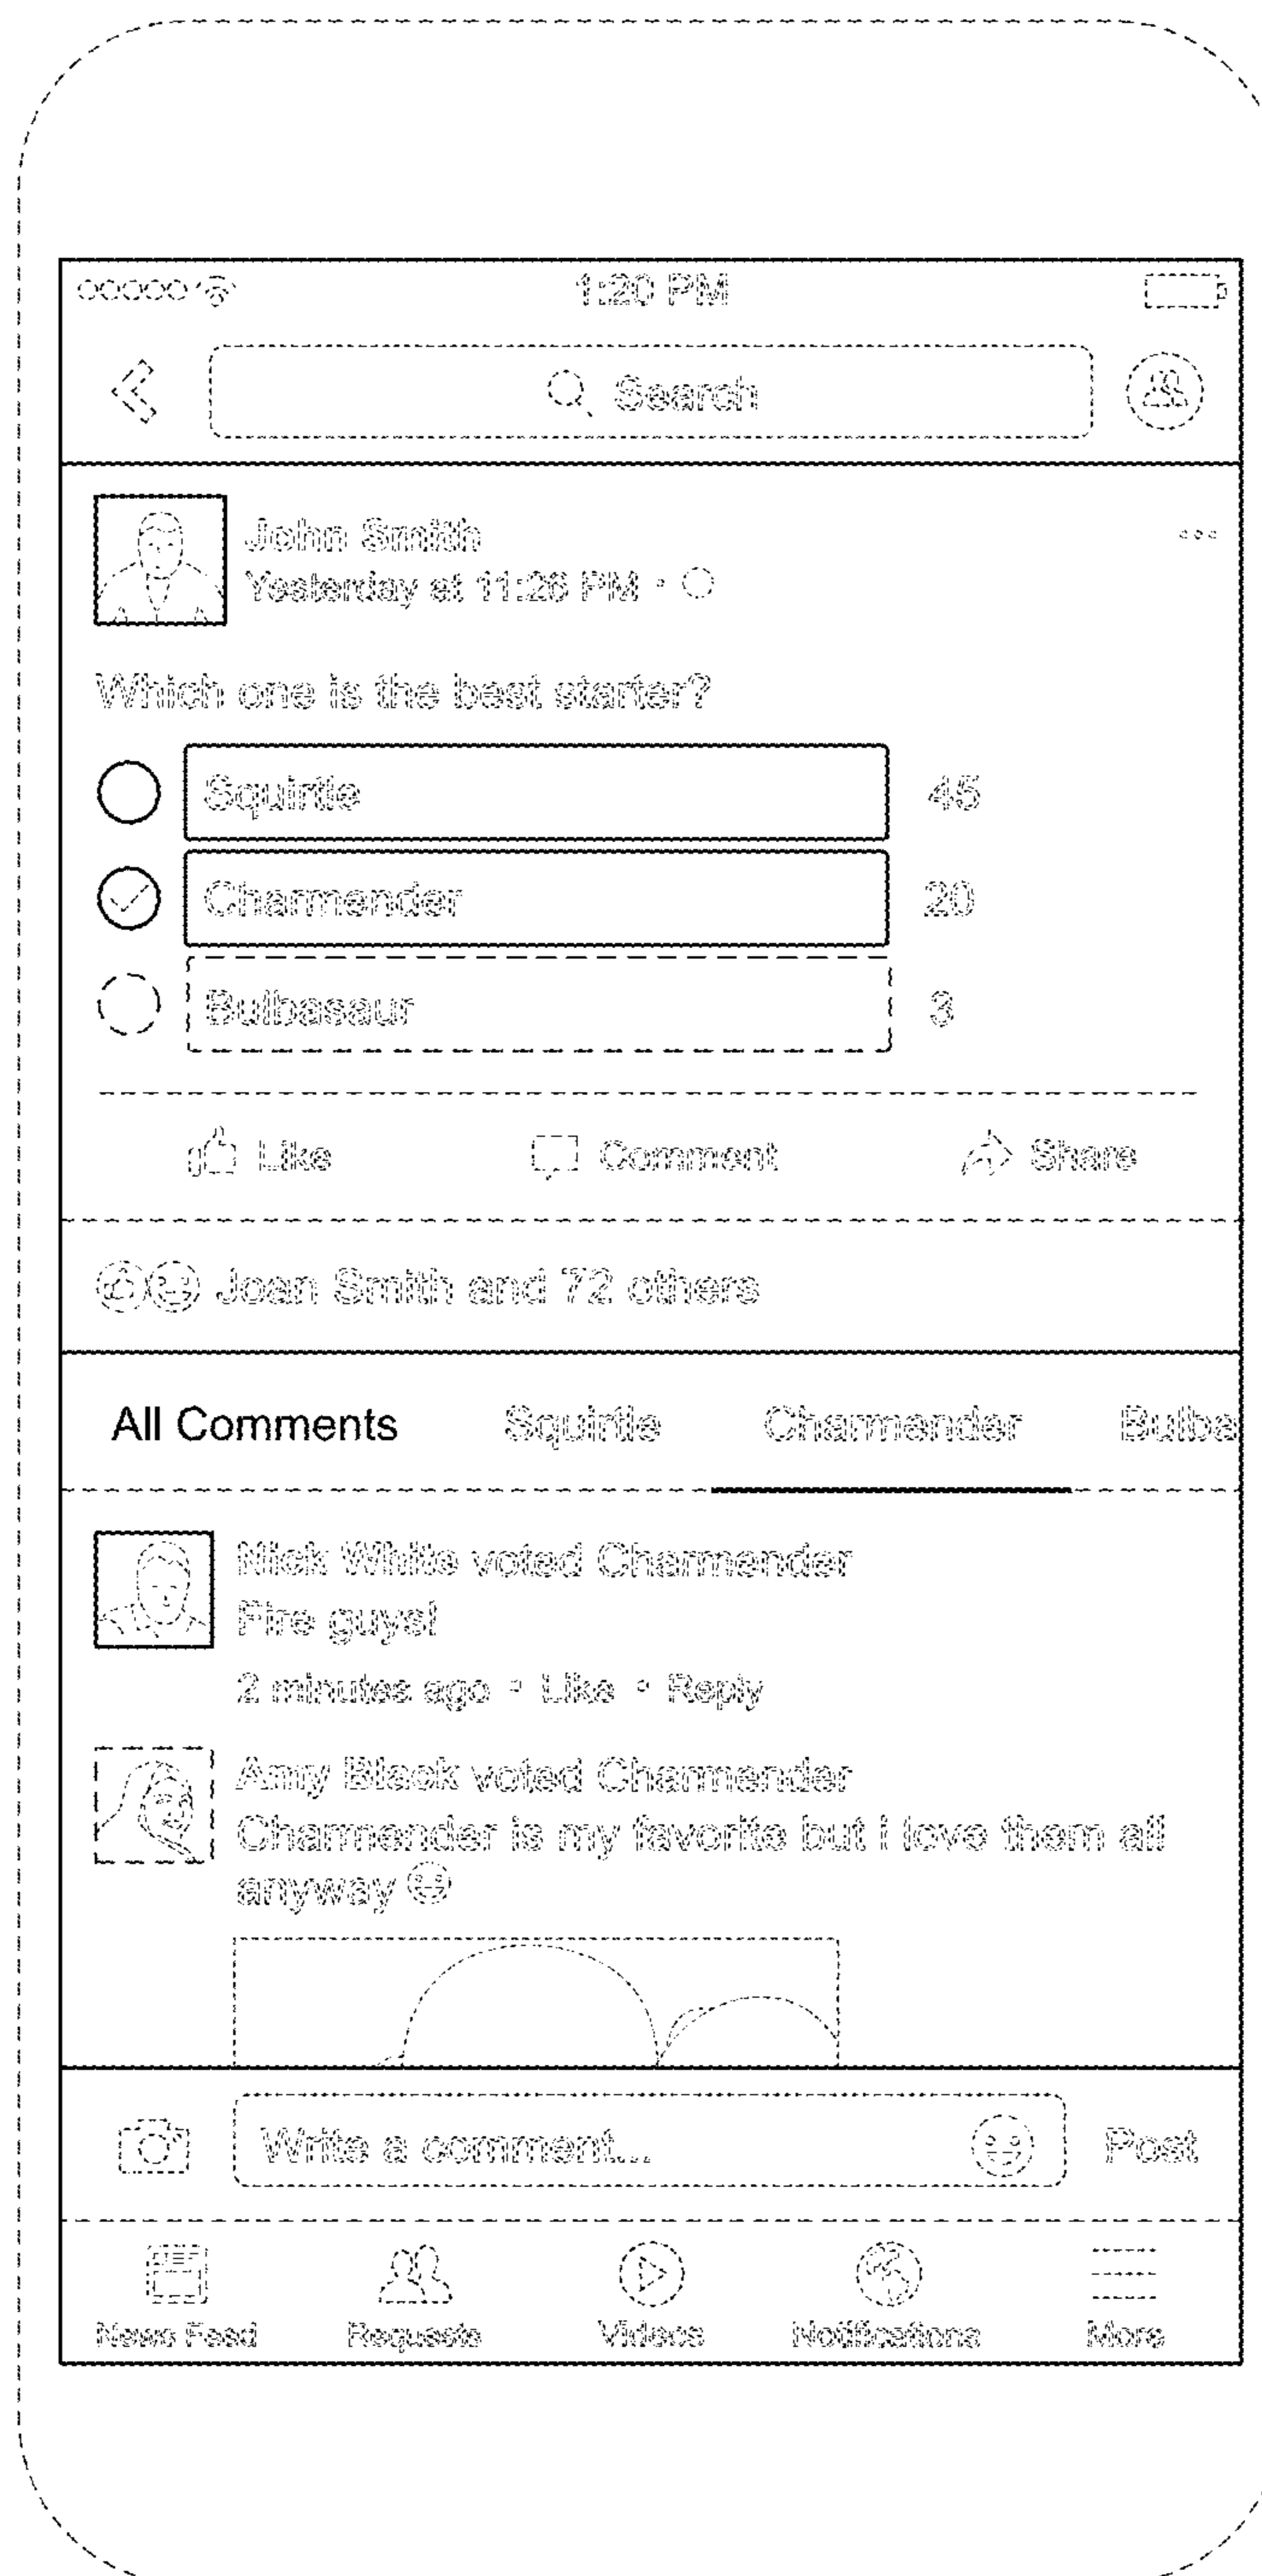 1:20 PM
Search
John Smith
Yesterday at 11:26 PM ·
Which one is the best starter?
Squirtle 45
Charmender 20
Bulbasaur 3
Like Comment Share
Joan Smith and 72 others
All Comments Squirtle Charmender Bulba
Nick White voted Charmender
Fire guys!
2 minutes ago · Like · Reply
Amy Black voted Charmender
Charmender is my favorite but i love them all
anyway
Write a comment... Post
News Feed Requests Videos Notifications More